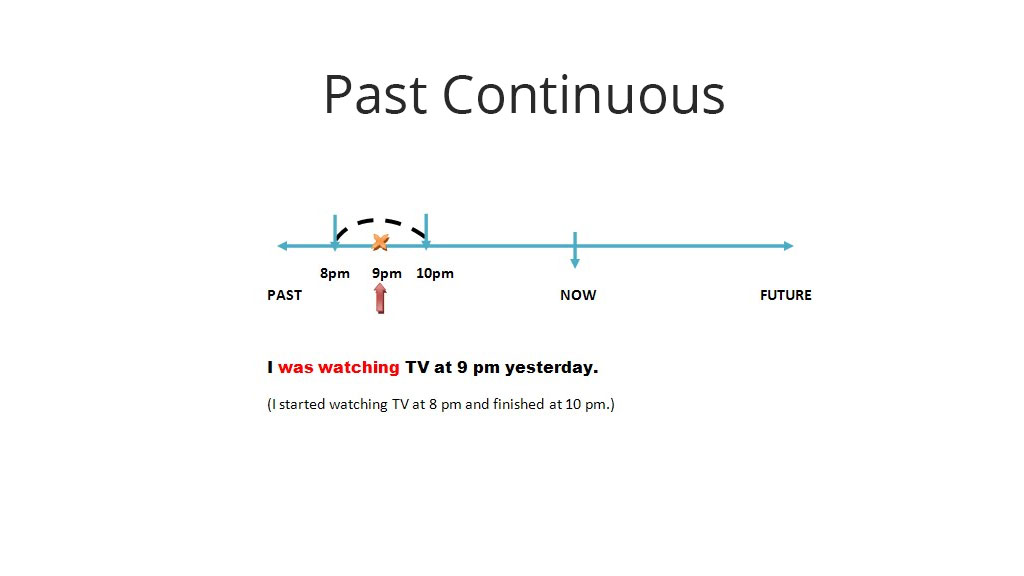 Past Continuous
8pm 9pm 10pm
PAST NOW FUTURE
I was watching TV at 9 pm yesterday.
(I started watching TV at 8 pm and finished at 10 pm.)